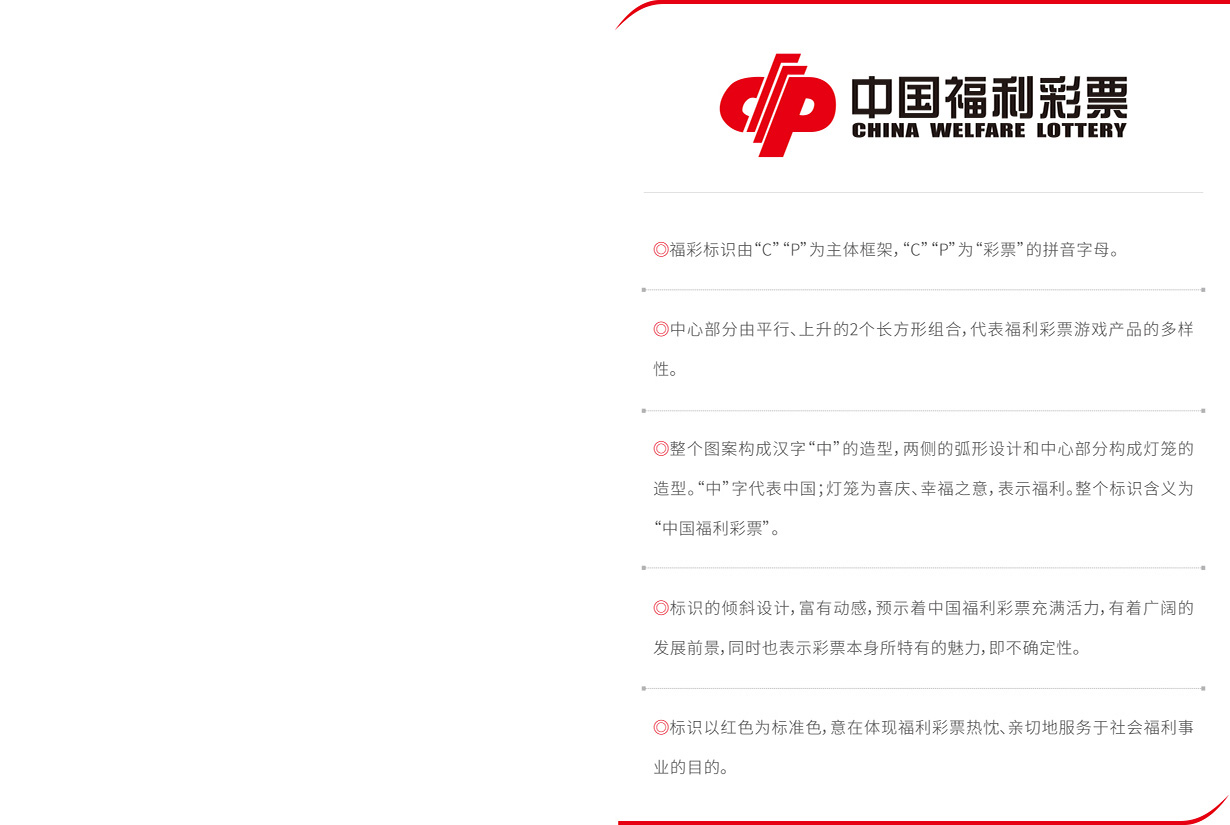 中国福利彩票
CHINA WELFARE LOTTERY
◎福彩标识由“C”“P”为主体框架，“C”“P”为“彩票”的拼音字母。
◎中心部分由平行、上升的2个长方形组合，代表福利彩票游戏产品的多样
性。
◎整个图案构成汉字“中”的造型，两侧的弧形设计和中心部分构成灯笼的
造型。“中”字代表中国；灯笼为喜庆、幸福之意，表示福利。整个标识含义为
“中国福利彩票”。
◎标识的倾斜设计，富有动感，预示着中国福利彩票充满活力，有着广阔的
发展前景，同时也表示彩票本身所特有的魅力，即不确定性。
◎标识以红色为标准色，意在体现福利彩票热忱、亲切地服务于社会福利事
业的目的。